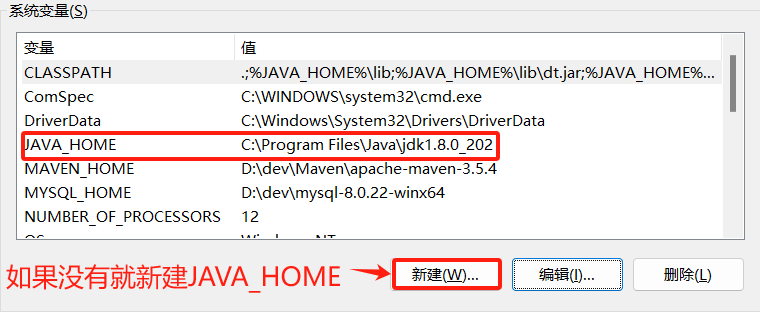 系统变量(S)
变量 值
CLASSPATH .;%JAVA_HOME%\lib;%JAVA_HOME%\lib\dt.jar;%JAVA_HOME%...
ComSpec C:\WINDOWS\system32\cmd.exe
DriverData C:\Windows\System32\Drivers\DriverData
JAVA_HOME C:\Program Files\Java\jdk1.8.0_202
MAVEN_HOME D:\dev\Maven\apache-maven-3.5.4
MYSQL_HOME D:\dev\mysql-8.0.22-winx64
NUMBER_OF_PROCESSORS 12
OS Windows_NT
如果没有就新建JAVA_HOME 新建(W)... 编辑(I)... 删除(L)